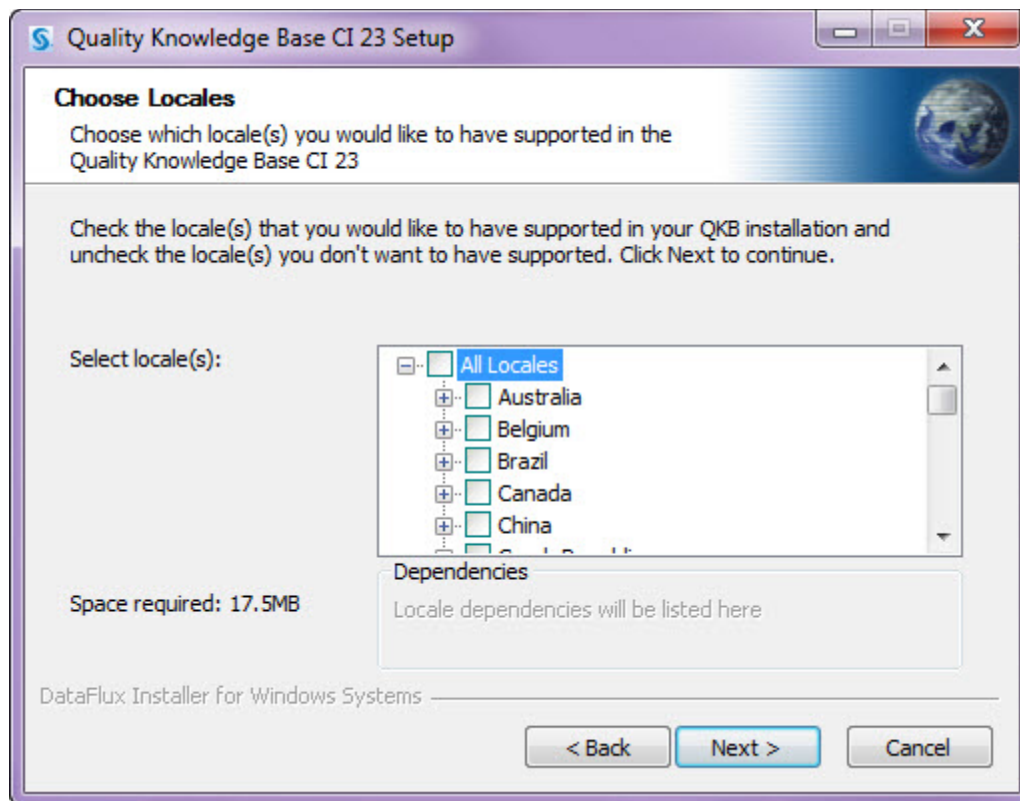 Quality Knowledge Base CI 23 Setup
Choose Locales
Choose which locale(s) you would like to have supported in the
Quality Knowledge Base CI 23
Check the locale(s) that you would like to have supported in your QKB installation and
uncheck the locale(s) you don't want to have supported. Click Next to continue.
Select locale(s):
All Locales
Australia
Belgium
Brazil
Canada
China
Dependencies
Space required: 17.5MB
Locale dependencies will be listed here
DataFlux Installer for Windows Systems
< Back
Next >
Cancel